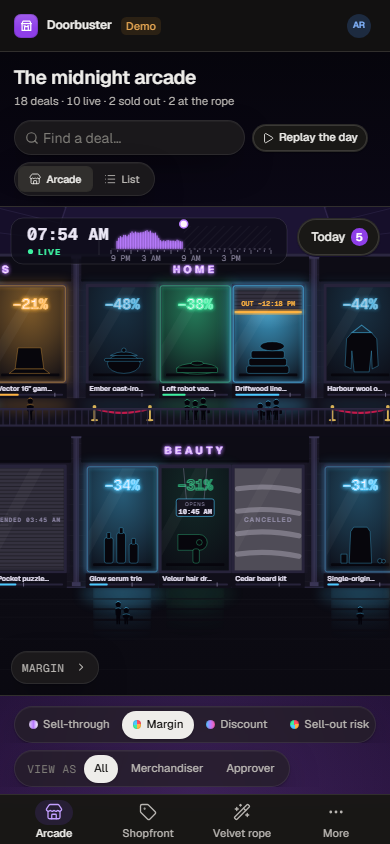 Doorbuster Demo AR
The midnight arcade
18 deals · 10 live · 2 sold out · 2 at the rope
Find a deal... Replay the day
Arcade List
07:54 AM
LIVE
9 PM 3 AM 9 AM 3 PM
Today 5
S HOME
−21% −48% −38% OUT −12:18 PM −44%
Vector 16" gam... Ember cast-iro... Loft robot vac... Driftwood line... Harbour wool o...
BEAUTY
−34% −31% −31%
OPENS
10:45 AM
ENDED 03:45 AM CANCELLED
Pocket puzzle... Glow serum trio Velour hair dr... Cedar beard kit Single-origin...
MARGIN
Sell-through Margin Discount Sell-out risk
VIEW AS All Merchandiser Approver
Arcade Shopfront Velvet rope More